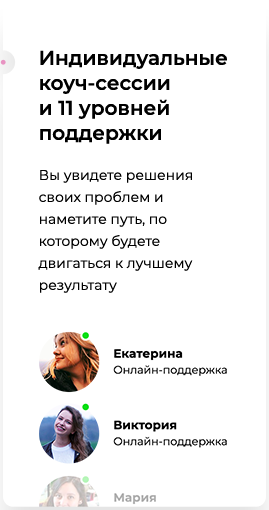 Индивидуальные
коуч-сессии
и 11 уровней
поддержки
Вы увидете решения
своих проблем и
наметите путь, по
которому будете
двигаться к лучшему
результату
Екатерина
Онлайн-поддержка
Виктория
Онлайн-поддержка
Мария